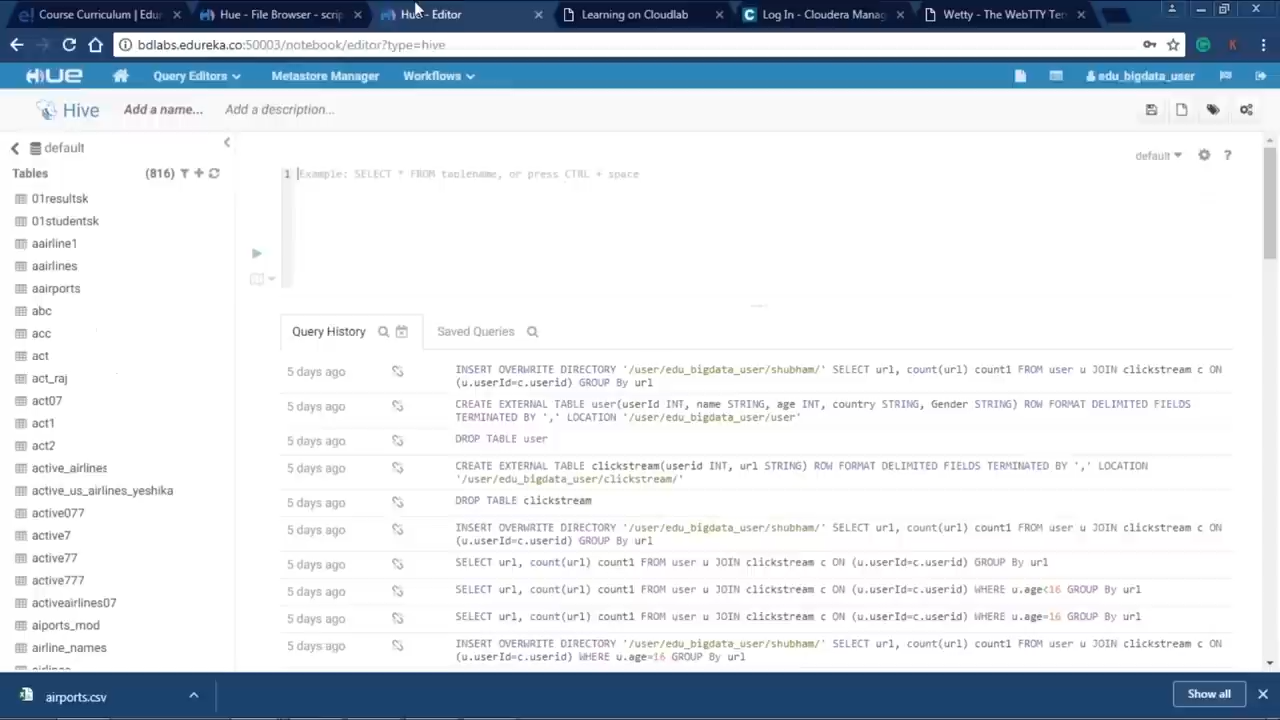 Course Curriculum | Edu
Hue - File Browser - scrip
Hue - Editor
Learning on Cloudlab
Log In - Cloudera Manag
Wetty - The WebTTY Ter
bdlabs.edureka.co:50003/notebook/editor?type=hive
K
HUE
Query Editors
Metastore Manager
Workflows
edu_bigdata_user
Hive
Add a name...
Add a description...
default
Tables
(816)
01resultsk
01studentsk
aairline1
aairlines
aairports
abc
acc
act
act_raj
act07
act1
act2
active_airlines
active_us_airlines_yeshika
active077
active7
active77
active777
activeairlines07
aiports_mod
airline_names
airlines
default
?
1
Example: SELECT * FROM tablename, or press CTRL + space
Query History
Saved Queries
5 days ago
INSERT OVERWRITE DIRECTORY '/user/edu_bigdata_user/shubham/' SELECT url, count(url) count1 FROM user u JOIN clickstream c ON
(u.userId=c.userid) GROUP By url
5 days ago
CREATE EXTERNAL TABLE user(userId INT, name STRING, age INT, country STRING, Gender STRING) ROW FORMAT DELIMITED FIELDS
TERMINATED BY ',' LOCATION '/user/edu_bigdata_user/user'
5 days ago
DROP TABLE user
5 days ago
CREATE EXTERNAL TABLE clickstream(userid INT, url STRING) ROW FORMAT DELIMITED FIELDS TERMINATED BY ',' LOCATION
'/user/edu_bigdata_user/clickstream/'
5 days ago
DROP TABLE clickstream
5 days ago
INSERT OVERWRITE DIRECTORY '/user/edu_bigdata_user/shubham/' SELECT url, count(url) count1 FROM user u JOIN clickstream c ON
(u.userId=c.userid) GROUP By url
5 days ago
SELECT url, count(url) count1 FROM user u JOIN clickstream c ON (u.userId=c.userid) GROUP By url
5 days ago
SELECT url, count(url) count1 FROM user u JOIN clickstream c ON (u.userId=c.userid) WHERE u.age<16 GROUP By url
5 days ago
SELECT url, count(url) count1 FROM user u JOIN clickstream c ON (u.userId=c.userid) WHERE u.age=16 GROUP By url
5 days ago
INSERT OVERWRITE DIRECTORY '/user/edu_bigdata_user/shubham/' SELECT url, count(url) count1 FROM user u JOIN clickstream c ON
(u.userId=c.userid) WHERE u.age=16 GROUP By url
airports.csv
Show all